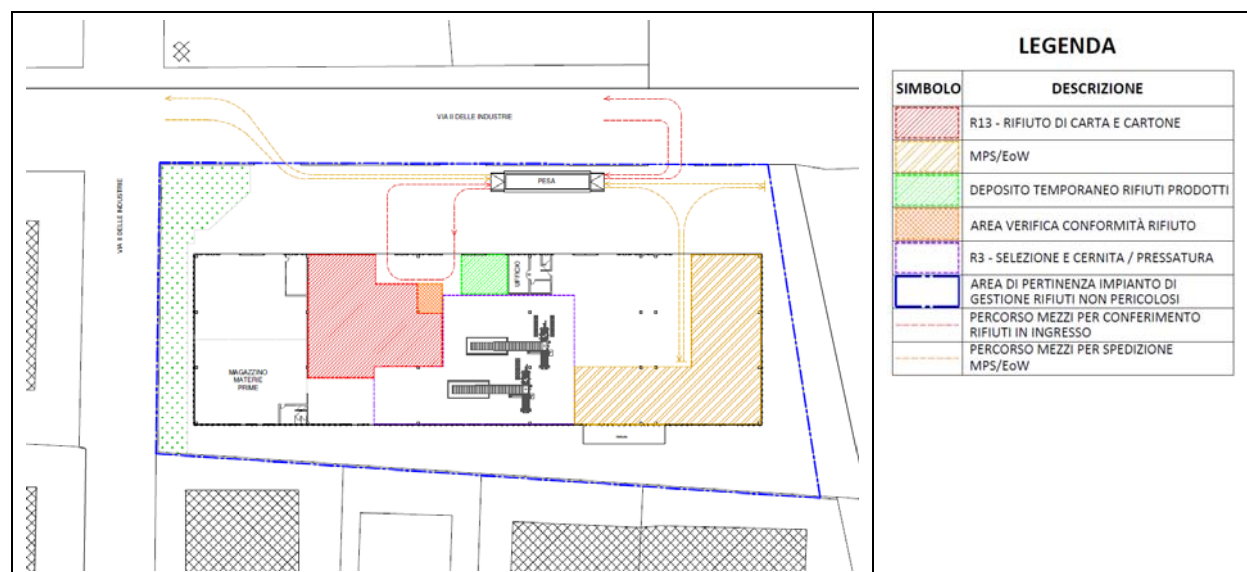 VIA II DELLE INDUSTRIE
VIA II DELLE INDUSTRIE
PESA
UFFICIO
MAGAZZINO
MATERIE
PRIME
LEGENDA
SIMBOLO DESCRIZIONE
R13 - RIFIUTO DI CARTA E CARTONE
MPS/EoW
DEPOSITO TEMPORANEO RIFIUTI PRODOTTI
AREA VERIFICA CONFORMITÀ RIFIUTO
R3 - SELEZIONE E CERNITA / PRESSATURA
AREA DI PERTINENZA IMPIANTO DI
GESTIONE RIFIUTI NON PERICOLOSI
PERCORSO MEZZI PER CONFERIMENTO
RIFIUTI IN INGRESSO
PERCORSO MEZZI PER SPEDIZIONE
MPS/EoW